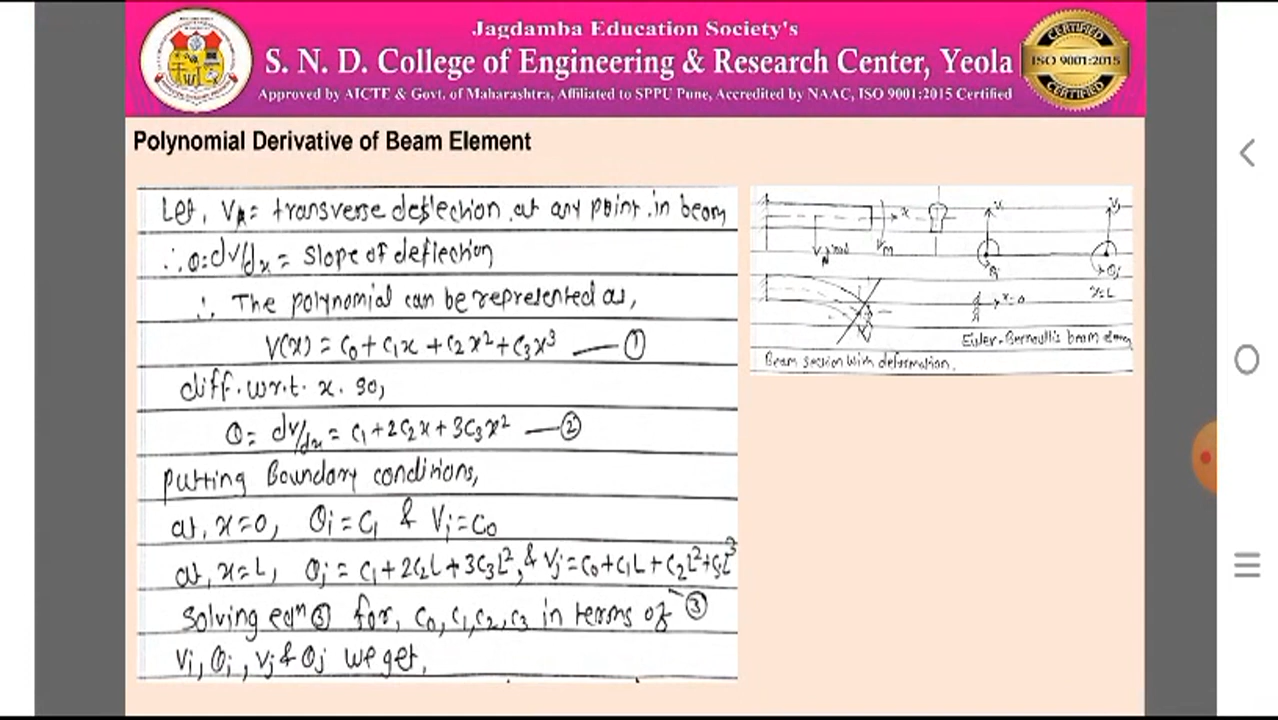 Jagdamba Education Society's
S. N. D. College of Engineering & Research Center, Yeola
Approved by AICTE & Govt. of Maharashtra, Affiliated to SPPU Pune, Accredited by NAAC, ISO 9001:2015 Certified
CERTIFIED
ISO 9001:2015
CERTIFIED
Polynomial Derivative of Beam Element
Let, V = transverse deflection at any point in beam
∴ θ = dv/dx = slope of deflection
∴ The polynomial can be represented as,
V(x) = C0 + C1x + C2x² + C3x³ — ①
diff. w.r.t. x. so,
θ = dv/dx = C1 + 2C2x + 3C3x² — ②
putting Boundary conditions,
at, x=0, θi = C1 & Vi = C0
at, x=L, θj = C1 + 2C2L + 3C3L², & Vj = C0 + C1L + C2L² + C3L³
— ③
Solving eqn ③ for, C0, C1, C2, C3 in terms of
Vi, θi, Vj & θj we get,
x
M
Vi
Vj
θi
θj
x=0
x=L
Euler-Bernoulli's beam
Beam section with deformation.